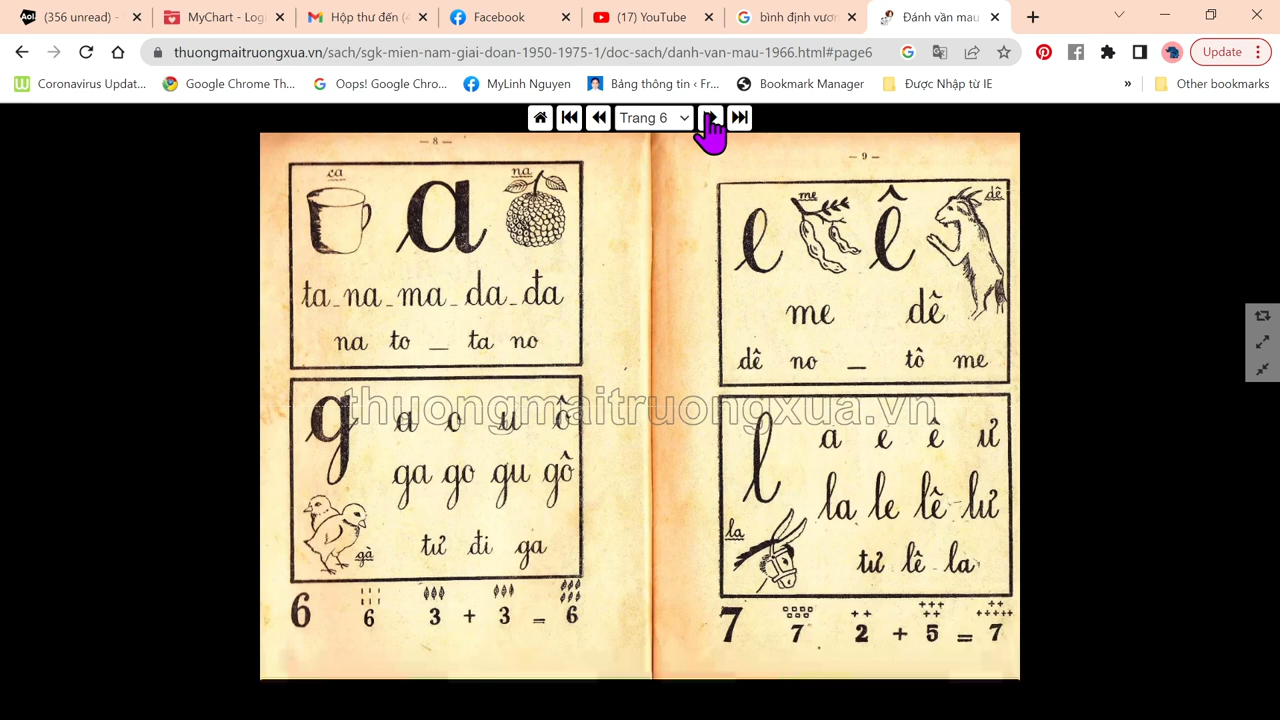 (356 unread) -
MyChart - Log
Hộp thư đến (4
Facebook
(17) YouTube
bình định vươ
Đánh vần mau
thuongmaitruongxua.vn/sach/sgk-mien-nam-giai-doan-1950-1975-1/doc-sach/danh-van-mau-1966.html#page6
Update
Coronavirus Updat...
Google Chrome Th...
Oops! Google Chro...
MyLinh Nguyen
Bảng thông tin ‹ Fr...
Bookmark Manager
Được Nhập từ IE
»
Other bookmarks
Trang 6
— 8 —
ca
a
na
ta - na - ma - da - đa
na to — ta no
g
a o u ô
ga go gu gô
gà
tư đi ga
6 6 3 + 3 = 6
— 9 —
e
me
ê
dê
me dê
dê no — tô me
l
a e ê ư
la le lê - lư
la
tư lê la
7 7 2 + 5 = 7
thuongmaitruongxua.vn